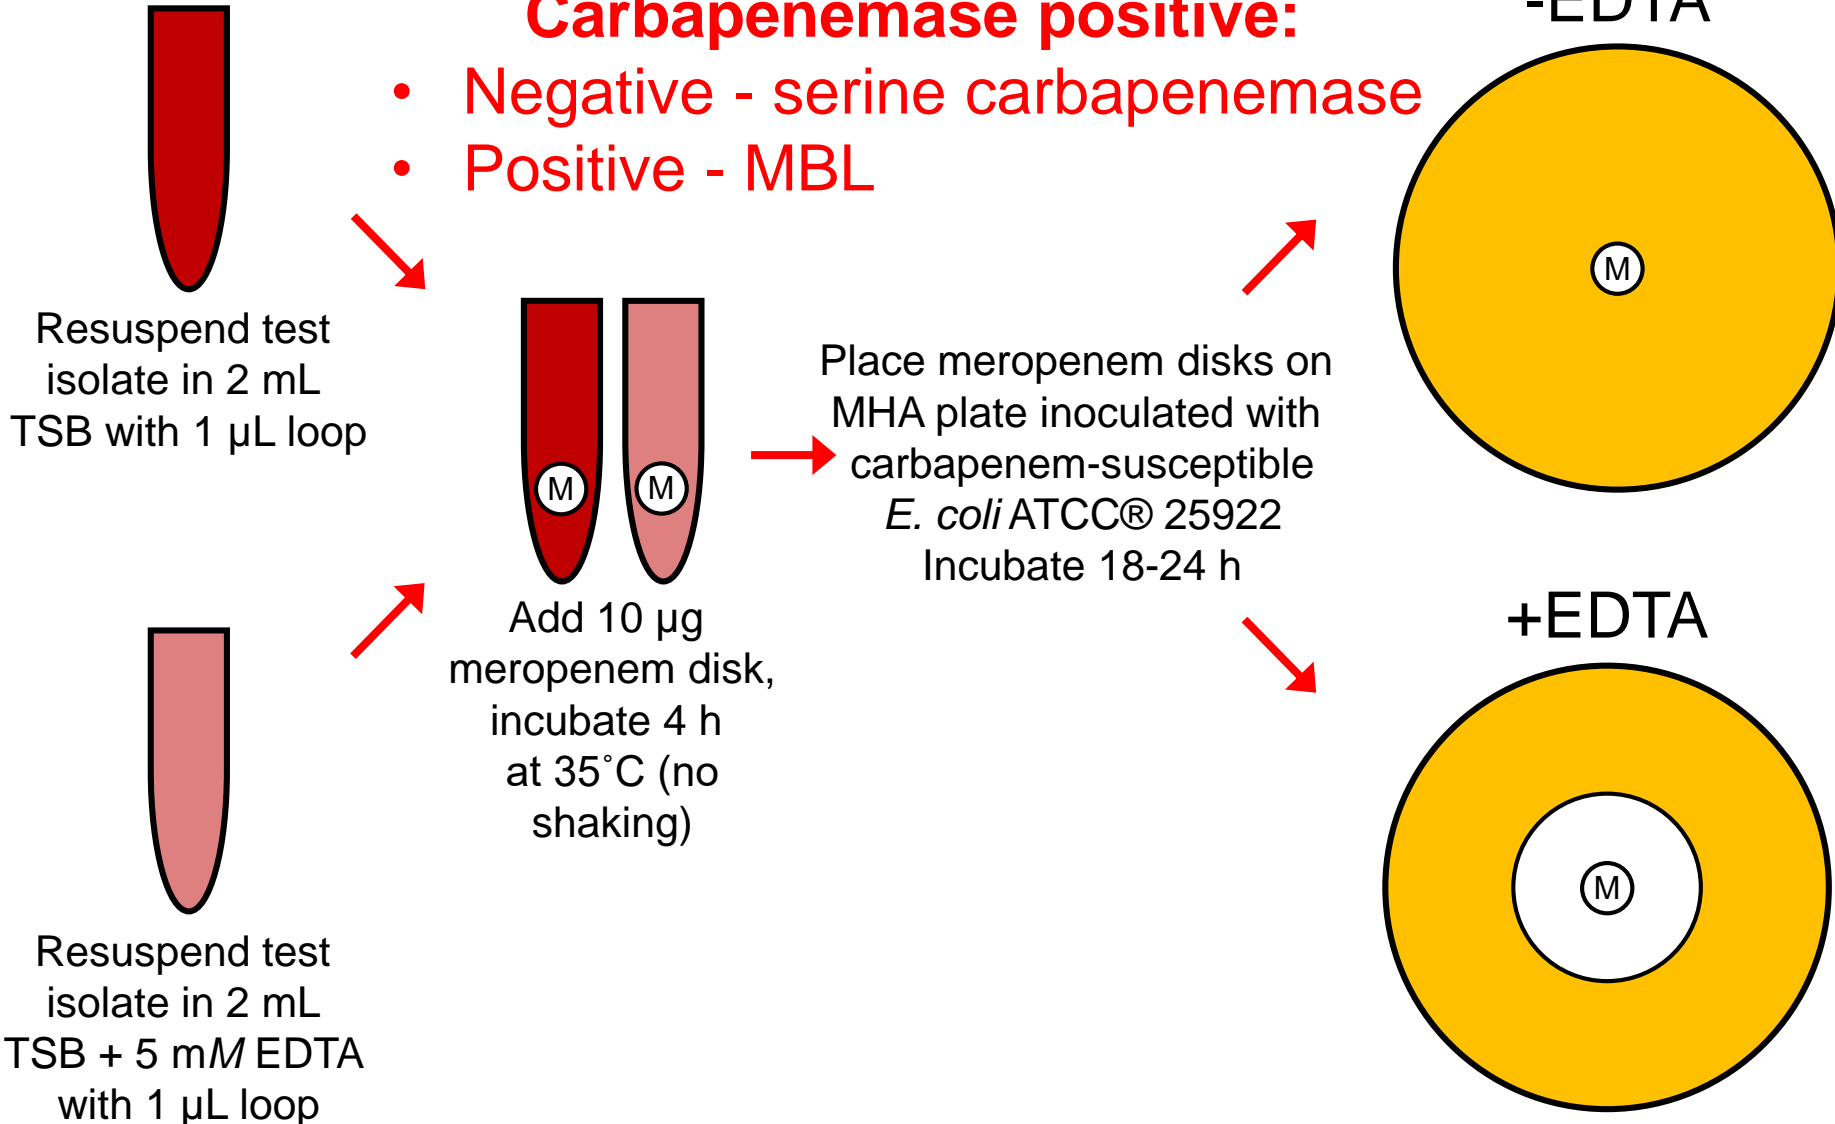 Carbapenemase positive:
• Negative - serine carbapenemase
• Positive - MBL
Resuspend test
isolate in 2 mL
TSB with 1 µL loop
Resuspend test
isolate in 2 mL
TSB + 5 mM EDTA
with 1 µL loop
M
M
Add 10 µg
meropenem disk,
incubate 4 h
at 35˚C (no
shaking)
Place meropenem disks on
MHA plate inoculated with
carbapenem-susceptible
E. coli ATCC® 25922
Incubate 18-24 h
-EDTA
M
+EDTA
M